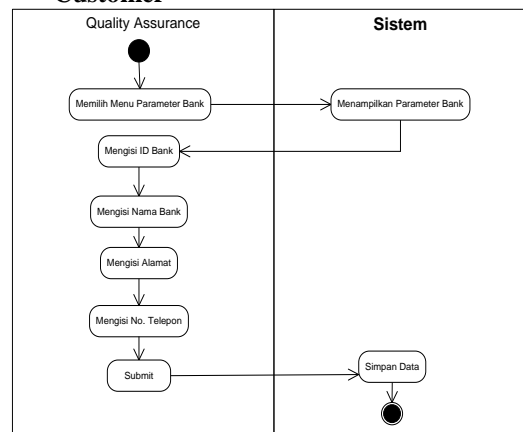 Customer
Quality Assurance
Sistem
Memilih Menu Parameter Bank
Menampilkan Parameter Bank
Mengisi ID Bank
Mengisi Nama Bank
Mengisi Alamat
Mengisi No. Telepon
Submit
Simpan Data